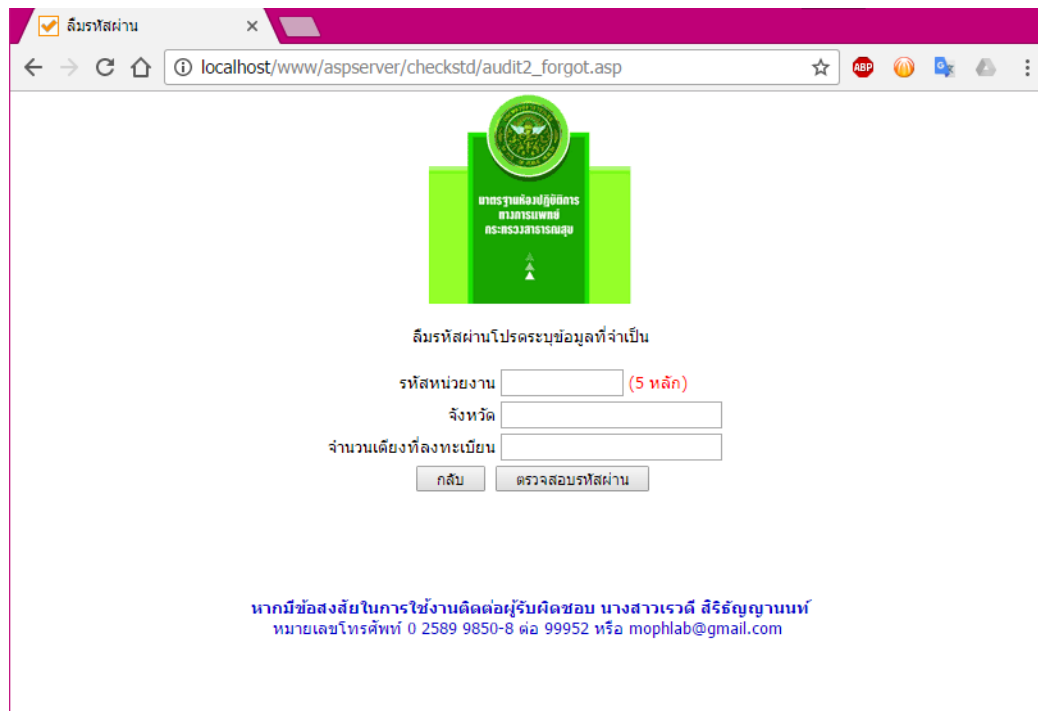 ลืมรหัสผ่าน
localhost/www/aspserver/checkstd/audit2_forgot.asp
ABP
มาตรฐานห้องปฏิบัติการ
ทางการแพทย์
กระทรวงสาธารณสุข
ลืมรหัสผ่านโปรดระบุข้อมูลที่จำเป็น
รหัสหน่วยงาน (5 หลัก)
จังหวัด
จำนวนเตียงที่ลงทะเบียน
กลับ ตรวจสอบรหัสผ่าน
หากมีข้อสงสัยในการใช้งานติดต่อผู้รับผิดชอบ นางสาวเรวดี สิริธัญญานนท์
หมายเลขโทรศัพท์ 0 2589 9850-8 ต่อ 99952 หรือ mophlab@gmail.com